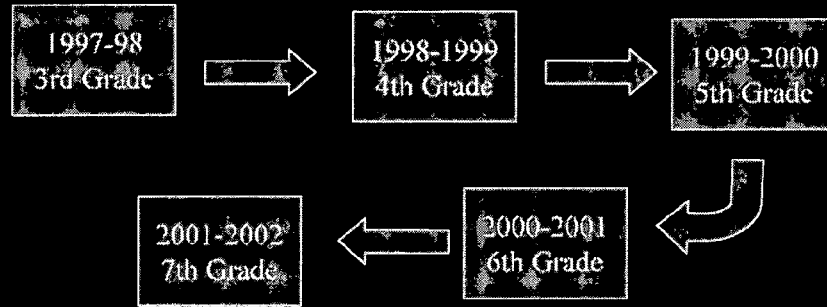 1997-98
3rd Grade
1998-1999
4th Grade
1999-2000
5th Grade
2000-2001
6th Grade
2001-2002
7th Grade